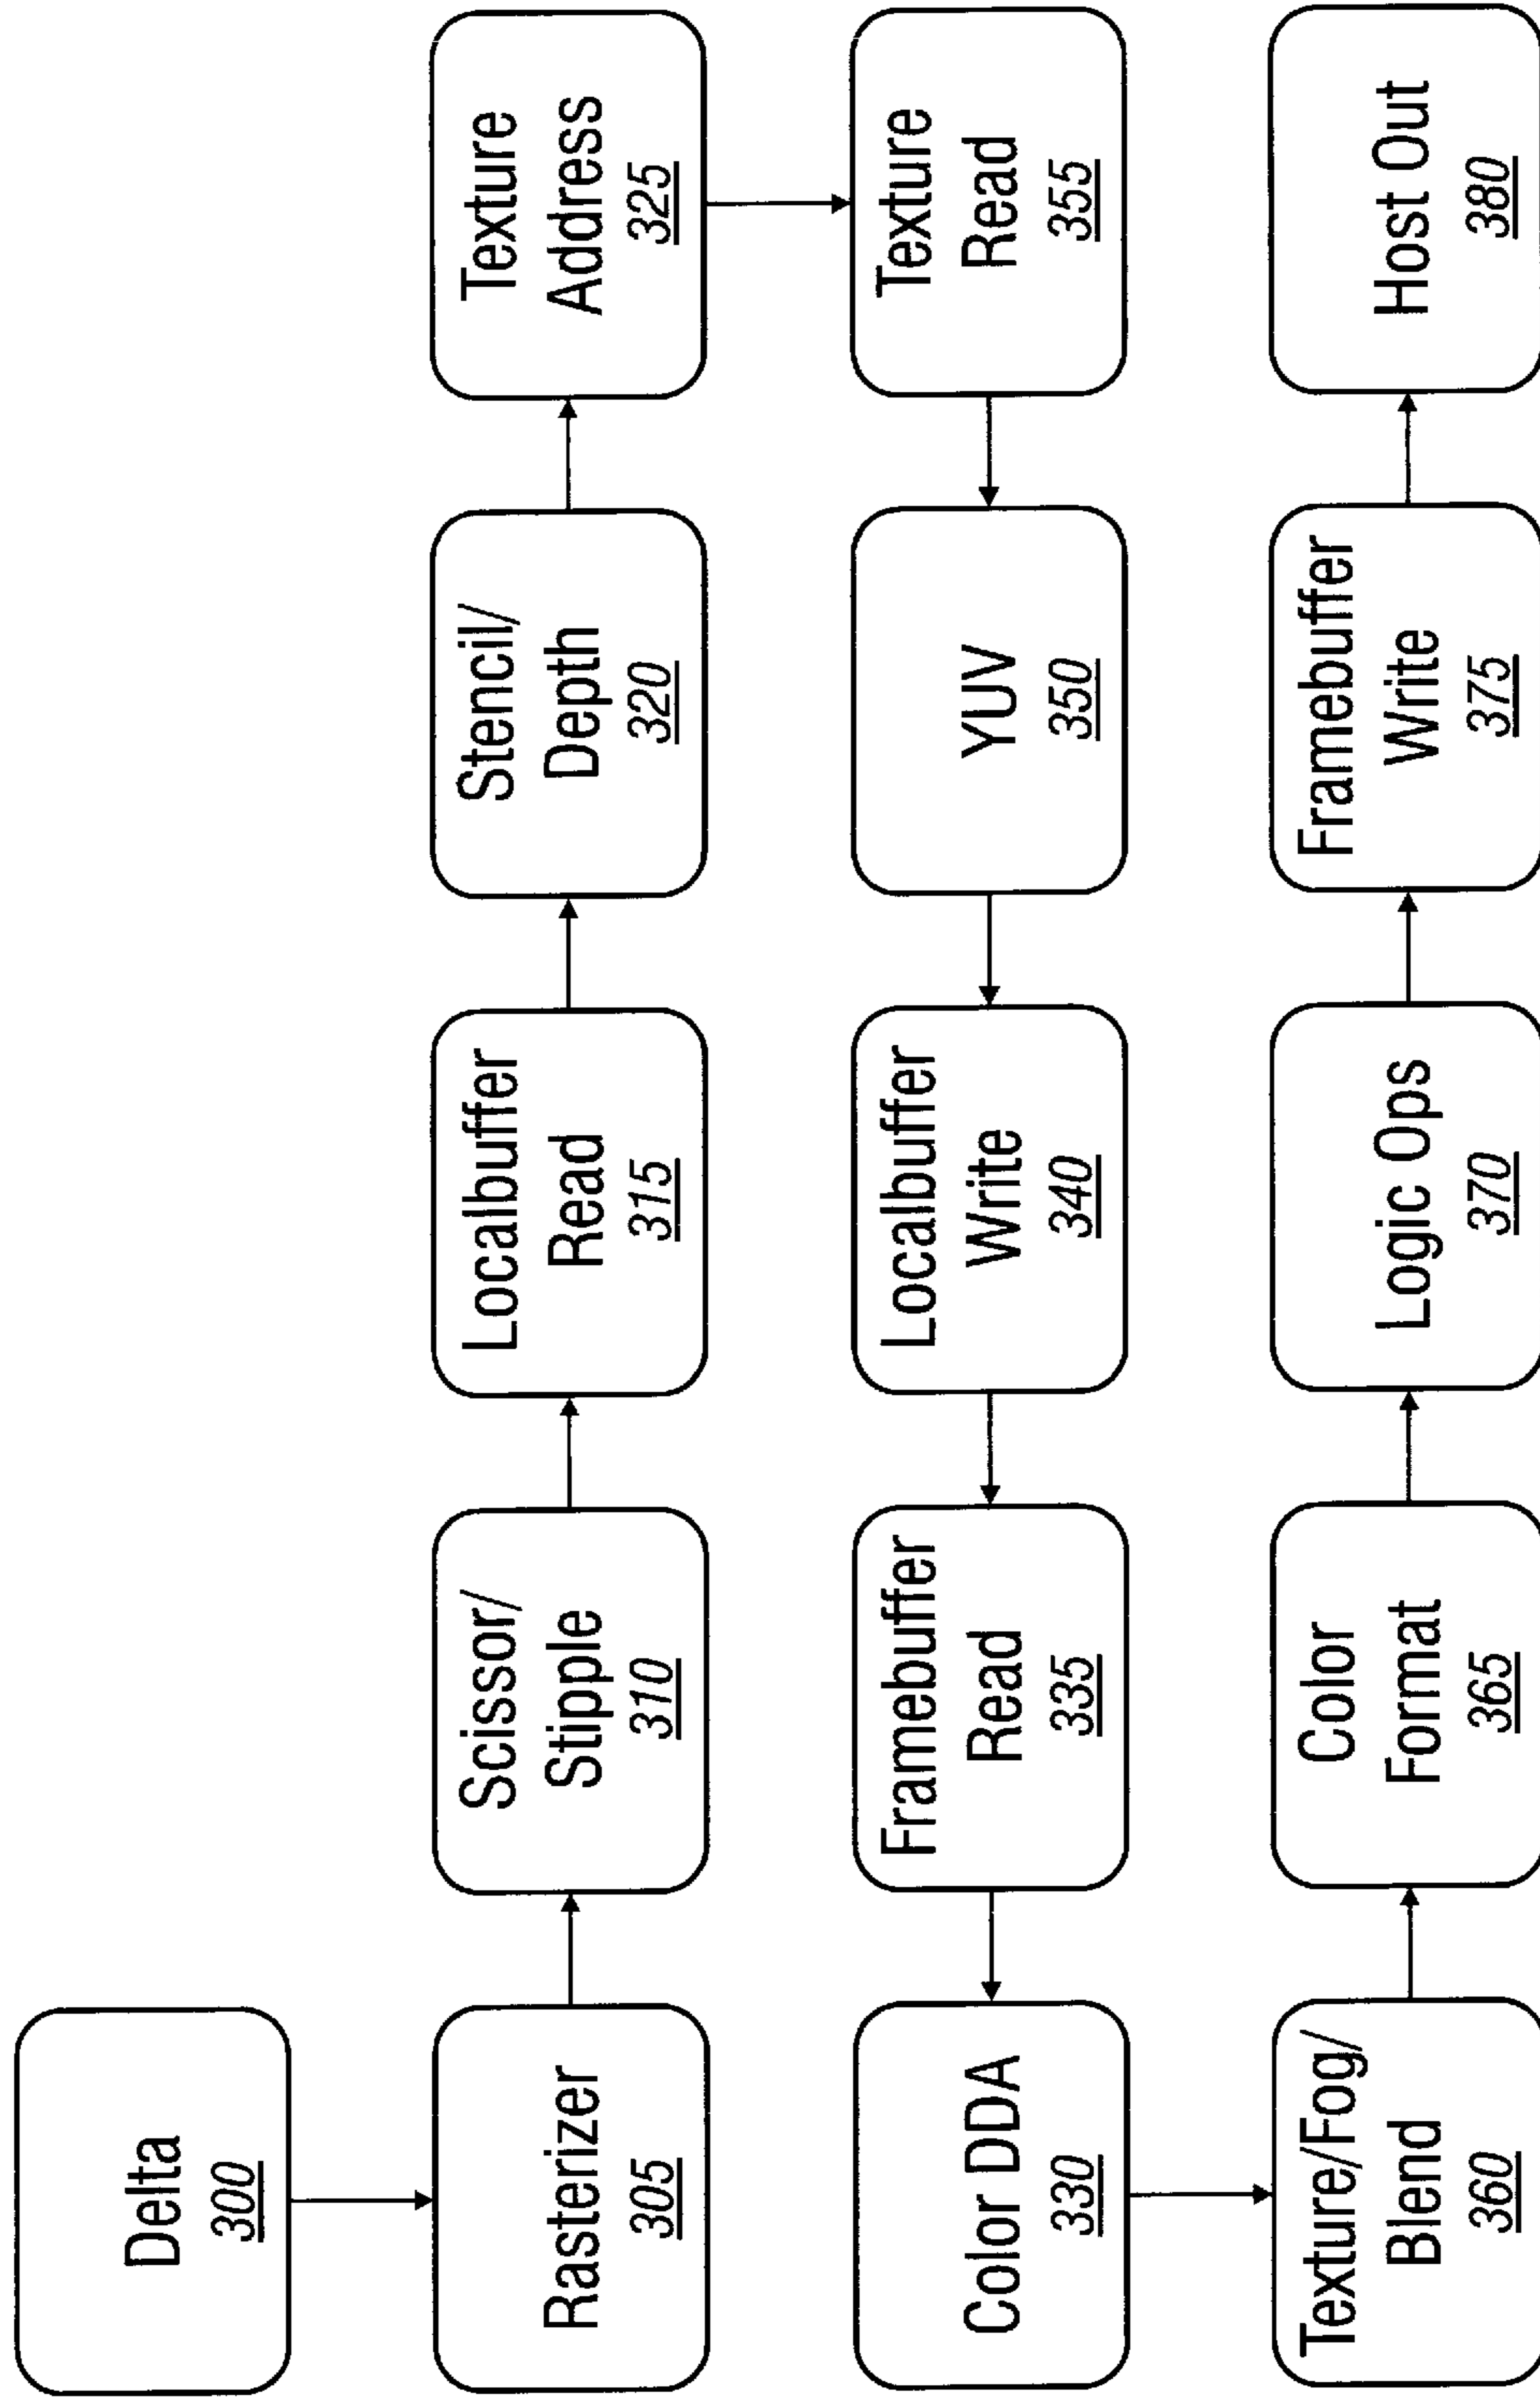 Delta
300
Rasterizer
305
Scissor/
Stipple
310
Localbuffer
Read
315
Stencil/
Depth
320
Texture
Address
325
Color DDA
330
Framebuffer
Read
335
Localbuffer
Write
340
YUV
350
Texture
Read
355
Texture/Fog/
Blend
360
Color
Format
365
Logic Ops
370
Framebuffer
Write
375
Host Out
380